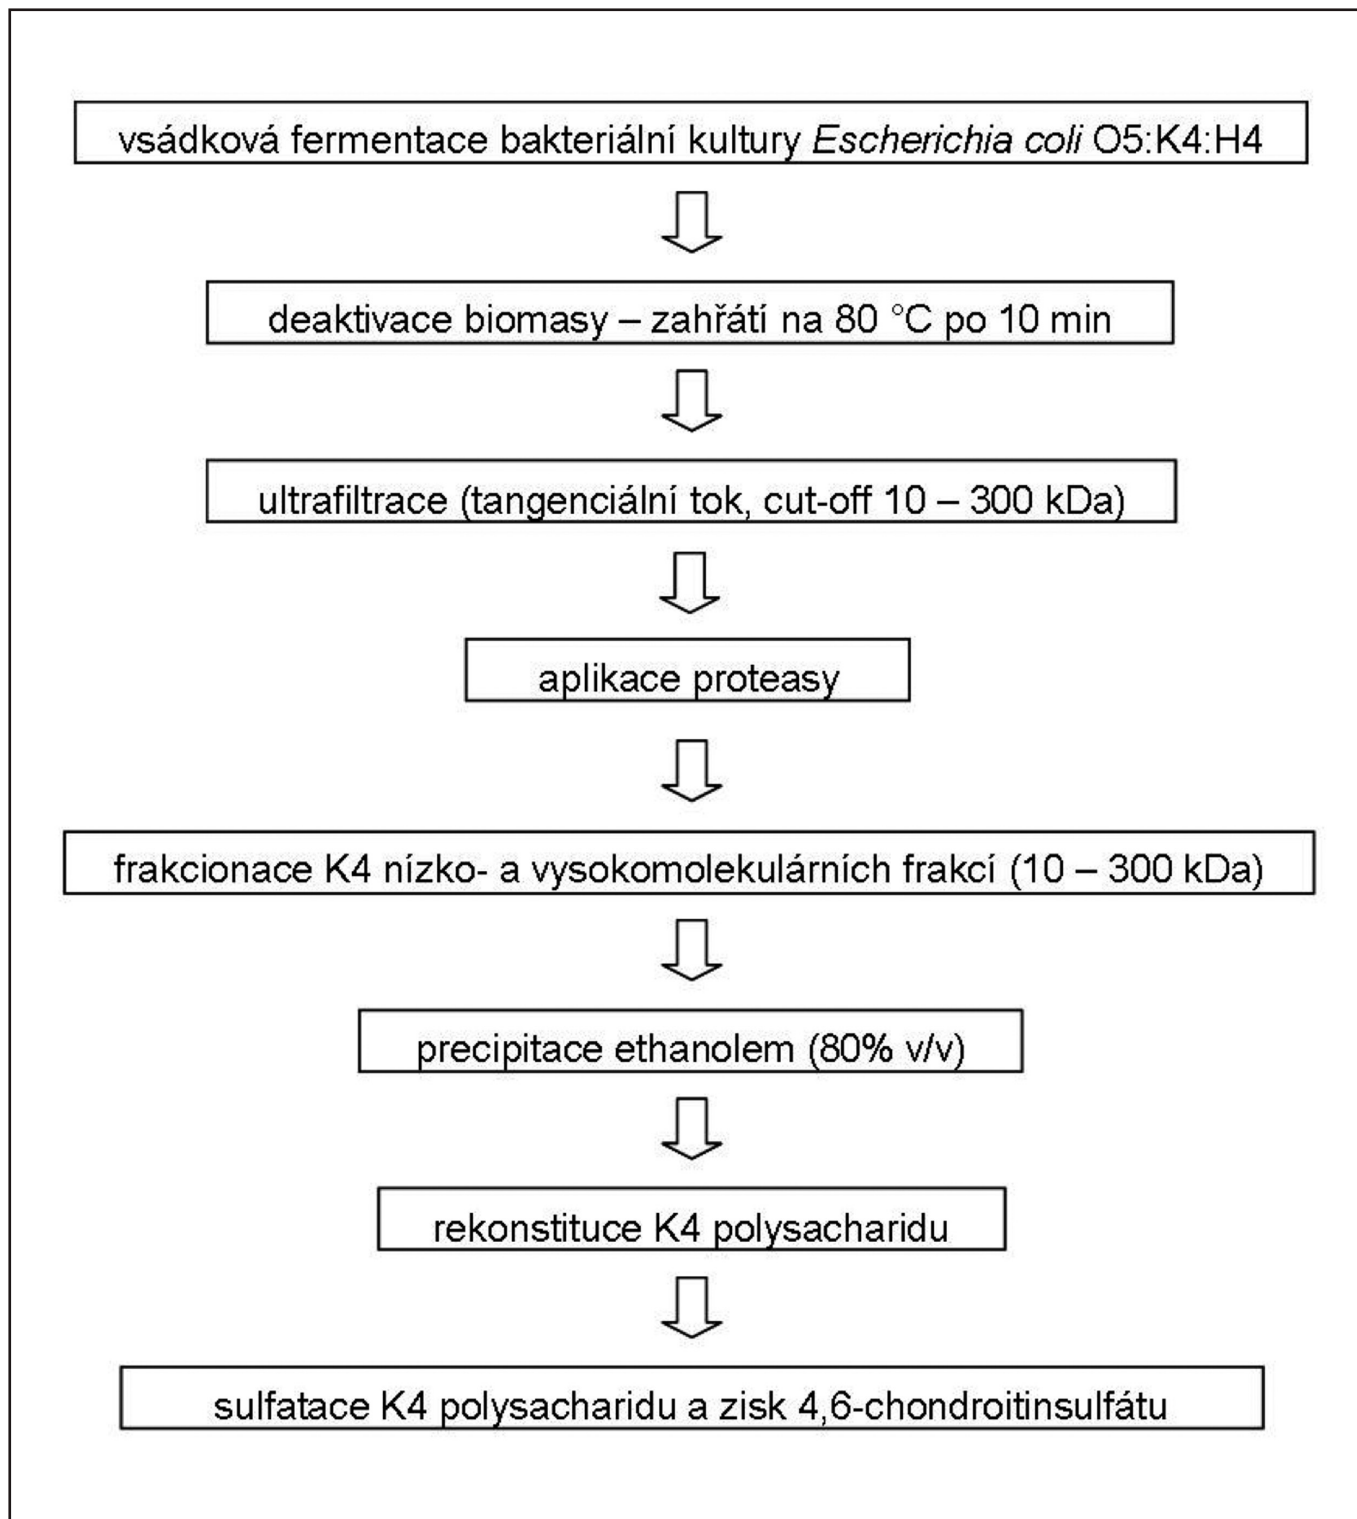 vsádková fermentace bakteriální kultury Escherichia coli O5:K4:H4
deaktivace biomasy – zahřátí na 80 °C po 10 min
ultrafiltrace (tangenciální tok, cut-off 10 – 300 kDa)
aplikace proteasy
frakcionace K4 nízko- a vysokomolekulárních frakcí (10 – 300 kDa)
precipitace ethanolem (80% v/v)
rekonstituce K4 polysacharidu
sulfatace K4 polysacharidu a zisk 4,6-chondroitinsulfátu